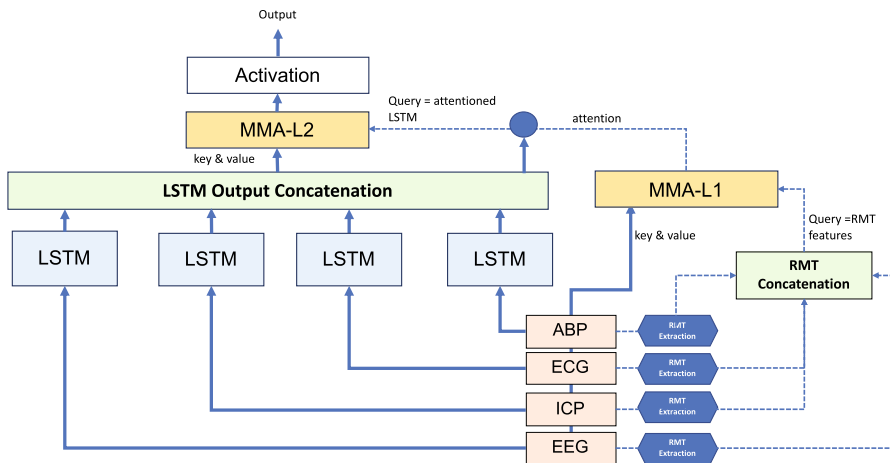 Output
Activation
Query = attentioned
LSTM
attention
MMA-L2
key & value
LSTM Output Concatenation
MMA-L1
Query =RMT
features
key & value
LSTM
LSTM
LSTM
LSTM
RMT
Concatenation
ABP
RMT
Extraction
ECG
RMT
Extraction
ICP
RMT
Extraction
EEG
RMT
Extraction